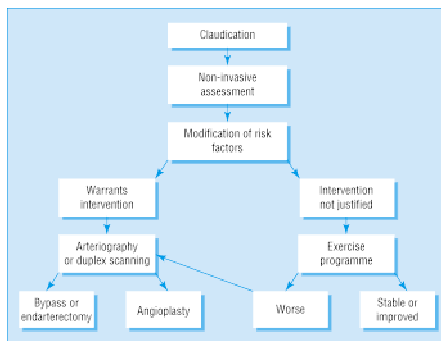 Claudication
Non-invasive
assessment
Modification of risk
factors
Warrants
intervention
Intervention
not justified
Arteriography
or duplex scanning
Exercise
programme
Bypass or
endarterectomy
Angioplasty
Worse
Stable or
improved